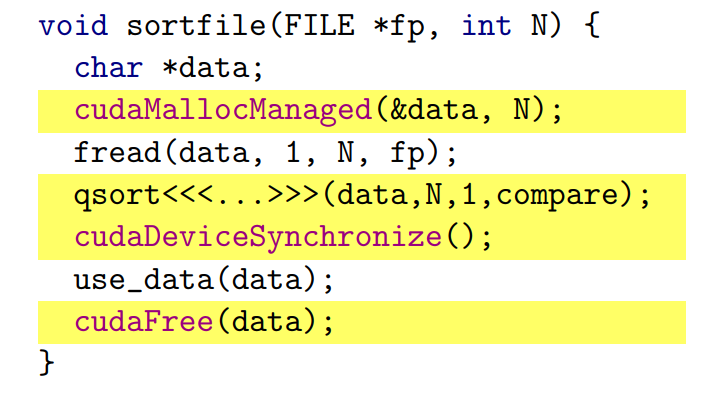 void sortfile(FILE *fp, int N) {
  char *data;
  cudaMallocManaged(&data, N);
  fread(data, 1, N, fp);
  qsort<<<...>>>(data,N,1,compare);
  cudaDeviceSynchronize();
  use_data(data);
  cudaFree(data);
}